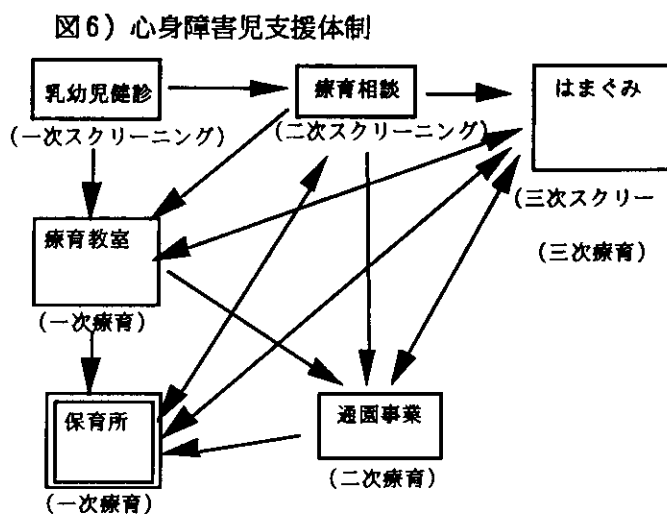 図6）心身障害児支援体制
乳幼児健診
療育相談
はまぐみ
(一次スクリーニング)
(二次スクリーニング)
(三次スクリー
療育教室
(三次療育)
(一次療育)
保育所
通園事業
(二次療育)
(一次療育)